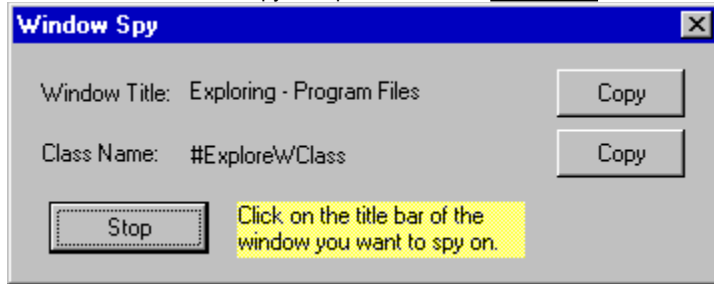 Window Spy
Window Title: Exploring - Program Files Copy
Class Name: #ExploreWClass Copy
Stop
Click on the title bar of the
window you want to spy on.